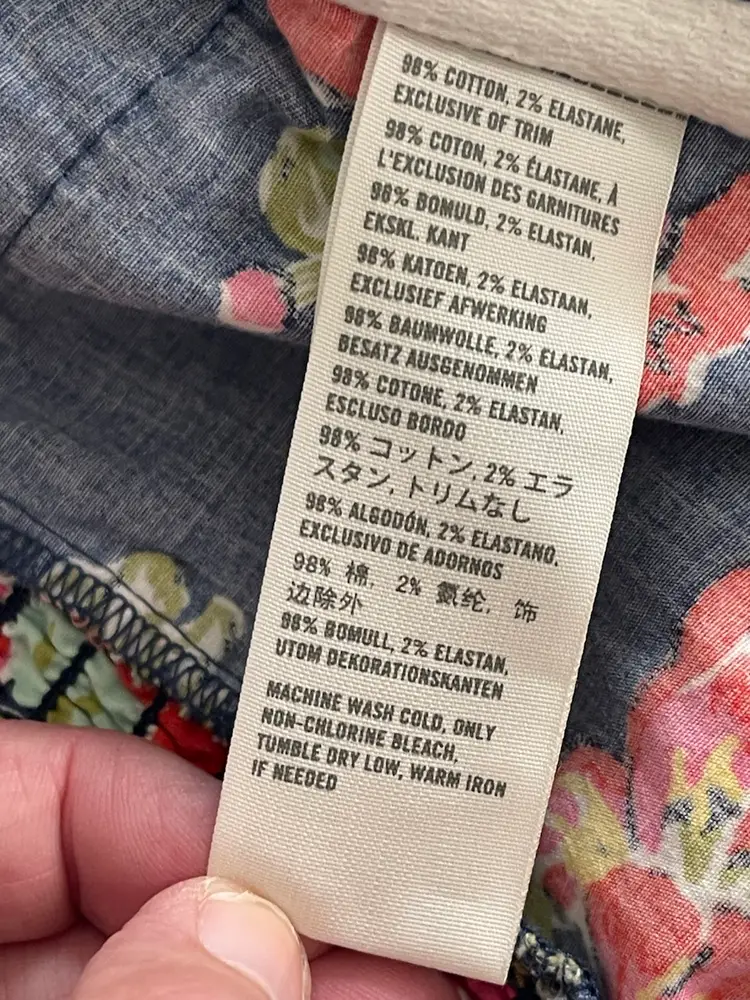 98% COTTON, 2% ELASTANE,
EXCLUSIVE OF TRIM
98% COTON, 2% ÉLASTANE, À
L'EXCLUSION DES GARNITURES
98% BOMULD, 2% ELASTAN,
EKSKL. KANT
98% KATOEN, 2% ELASTAAN,
EXCLUSIEF AFWERKING
98% BAUMWOLLE, 2% ELASTAN,
BESATZ AUSGENOMMEN
98% COTONE, 2% ELASTAN,
ESCLUSO BORDO
98% コットン, 2% エラ
スタン, トリムなし
98% ALGODÓN, 2% ELASTANO,
EXCLUSIVO DE ADORNOS
98% 棉, 2% 氨纶, 饰
边除外
98% BOMULL, 2% ELASTAN,
UTOM DEKORATIONSKANTEN
MACHINE WASH COLD, ONLY
NON-CHLORINE BLEACH,
TUMBLE DRY LOW, WARM IRON
IF NEEDED